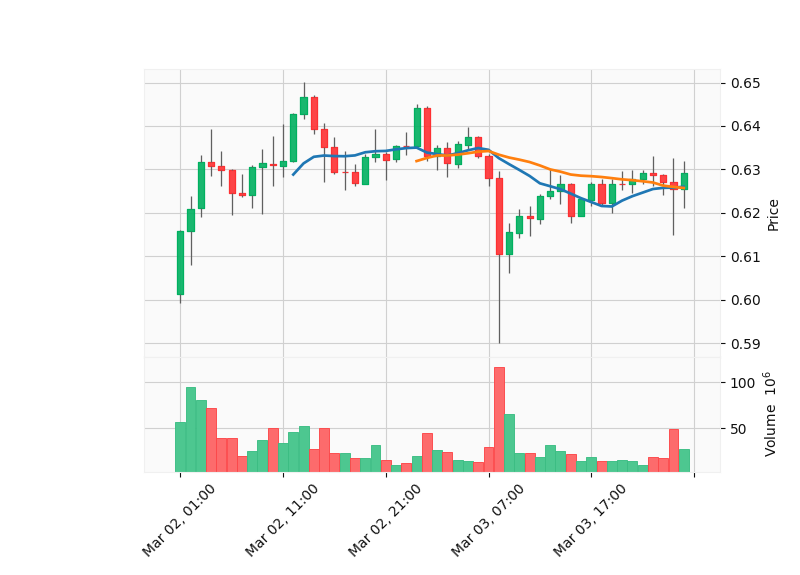 0.65
0.64
0.63
0.62
0.61
0.60
0.59
Price
100
50
Volume 10⁶
Mar 02, 01:00
Mar 02, 11:00
Mar 02, 21:00
Mar 03, 07:00
Mar 03, 17:00